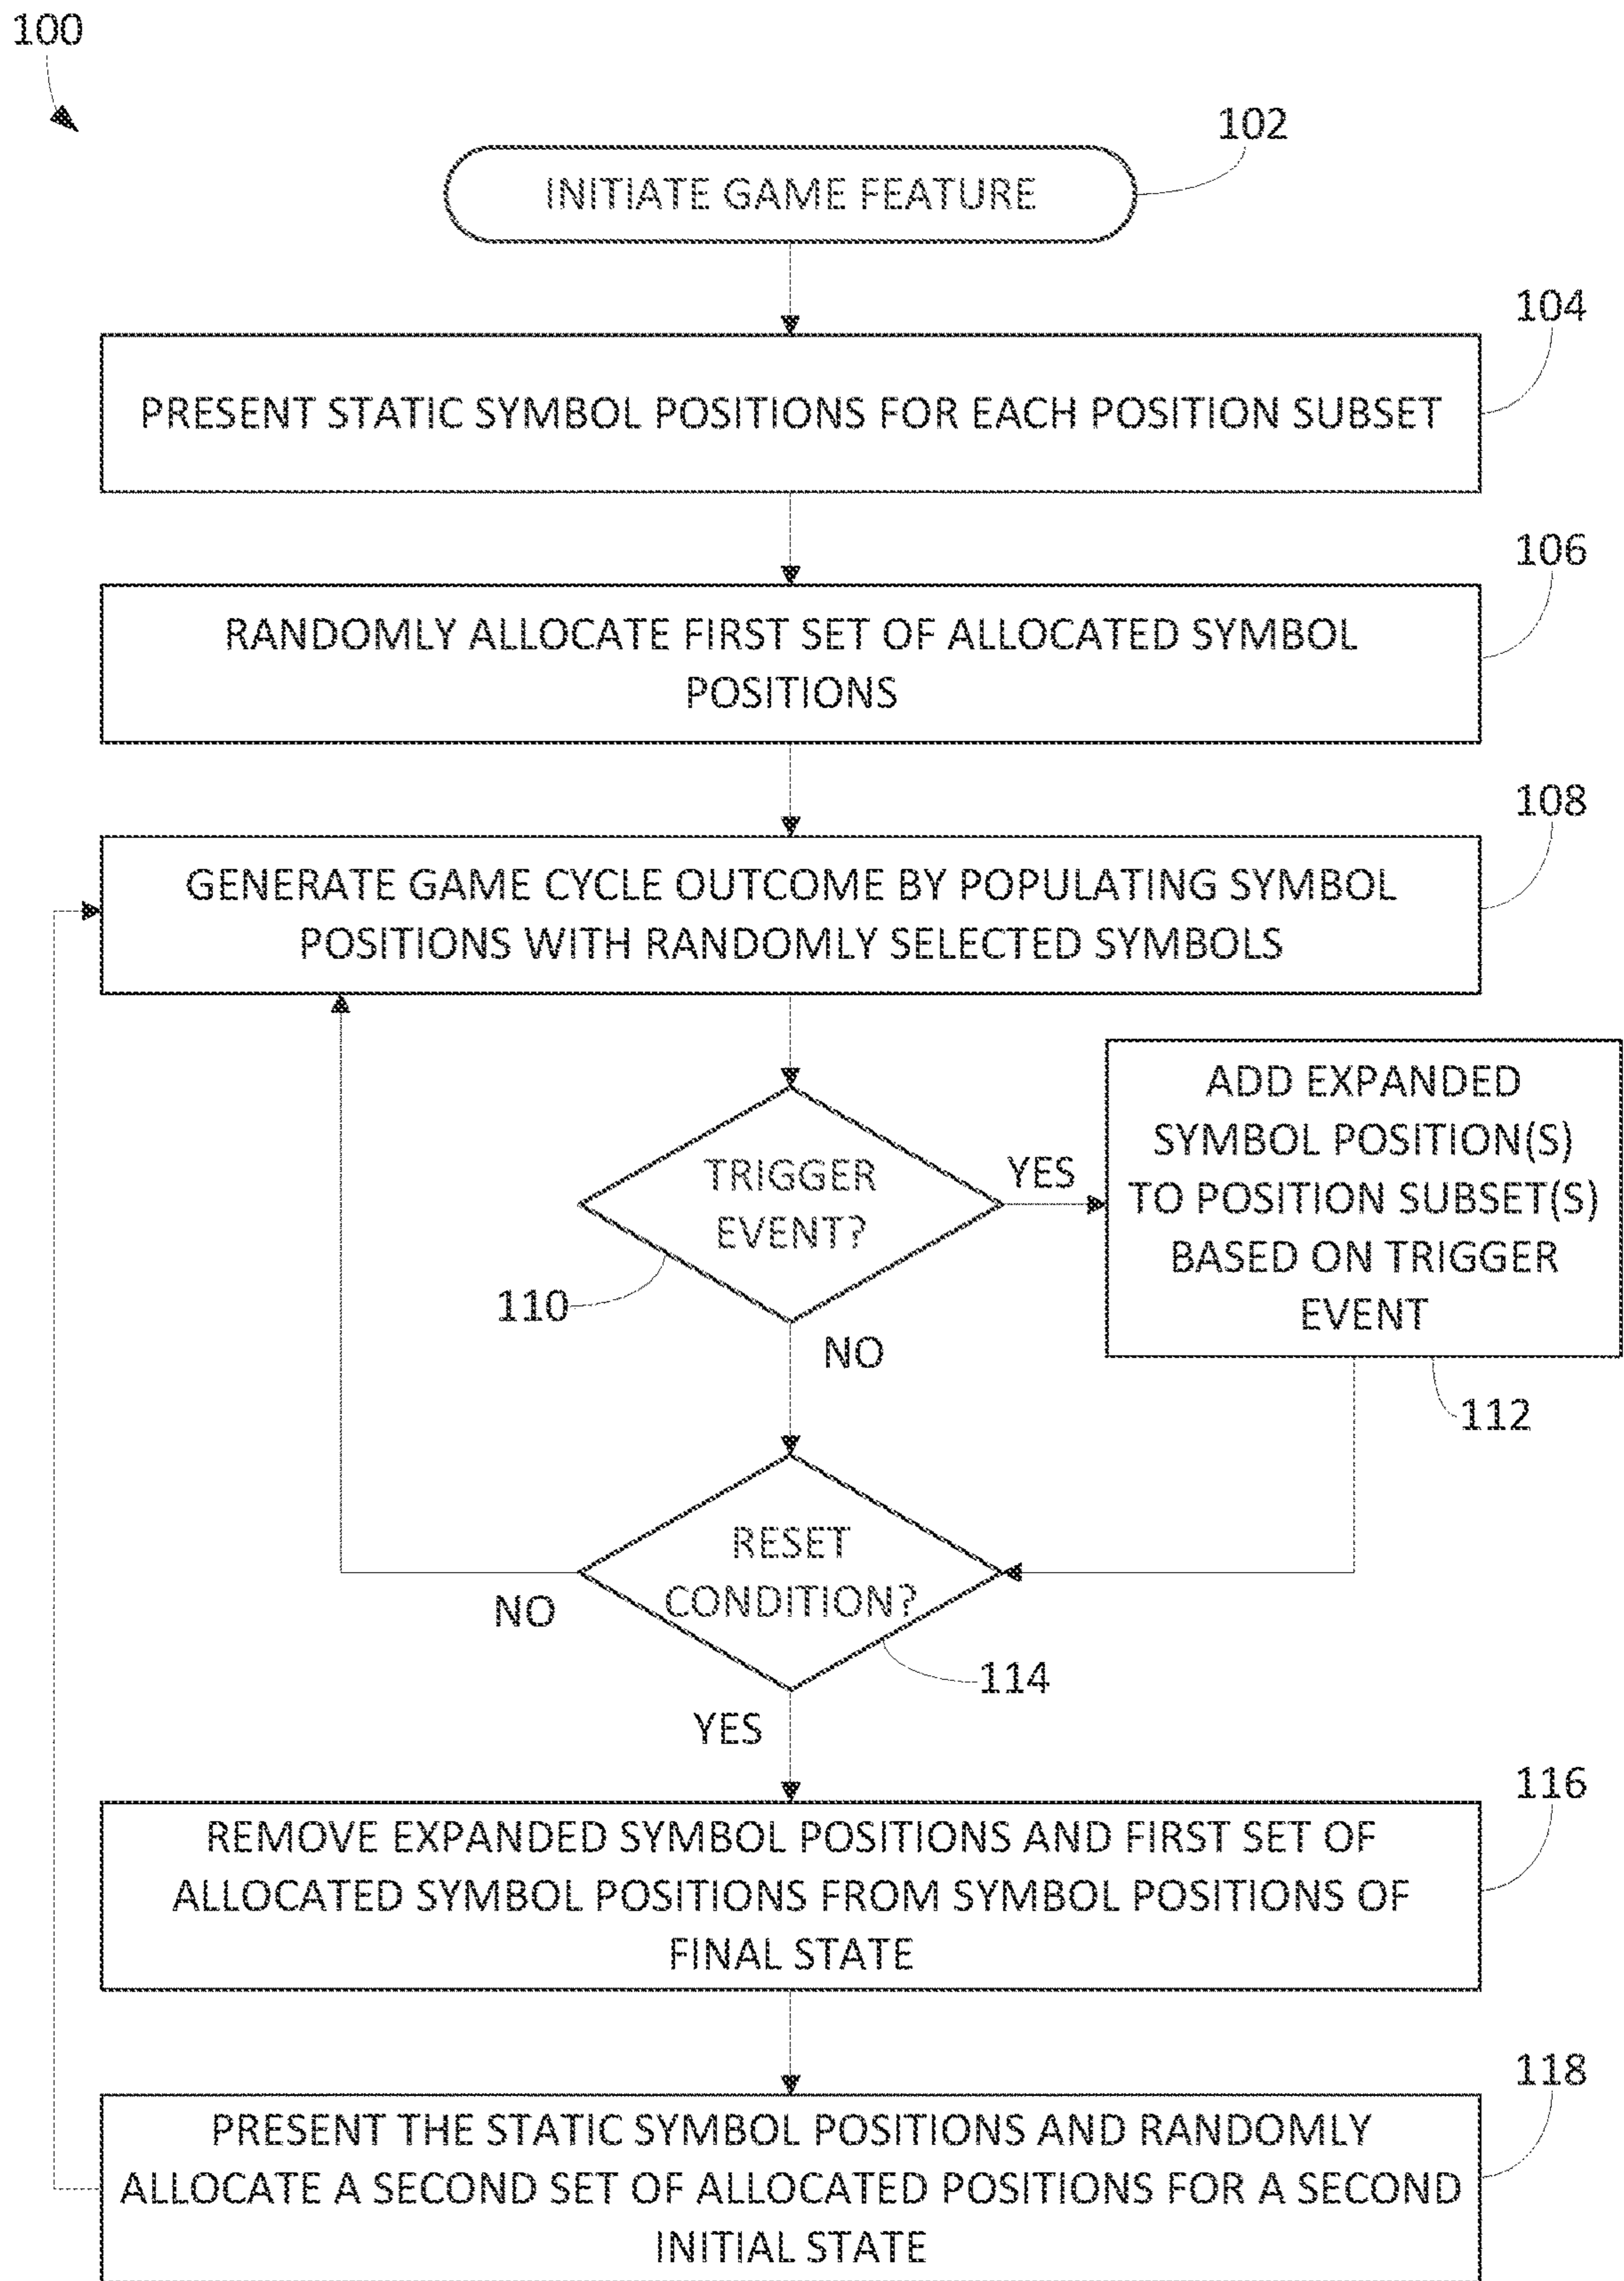 100
102
INITIATE GAME FEATURE
104
PRESENT STATIC SYMBOL POSITIONS FOR EACH POSITION SUBSET
106
RANDOMLY ALLOCATE FIRST SET OF ALLOCATED SYMBOL
POSITIONS
108
GENERATE GAME CYCLE OUTCOME BY POPULATING SYMBOL
POSITIONS WITH RANDOMLY SELECTED SYMBOLS
TRIGGER
EVENT?
110
YES
NO
ADD EXPANDED
SYMBOL POSITION(S)
TO POSITION SUBSET(S)
BASED ON TRIGGER
EVENT
112
RESET
CONDITION?
NO
114
YES
116
REMOVE EXPANDED SYMBOL POSITIONS AND FIRST SET OF
ALLOCATED SYMBOL POSITIONS FROM SYMBOL POSITIONS OF
FINAL STATE
118
PRESENT THE STATIC SYMBOL POSITIONS AND RANDOMLY
ALLOCATE A SECOND SET OF ALLOCATED POSITIONS FOR A SECOND
INITIAL STATE